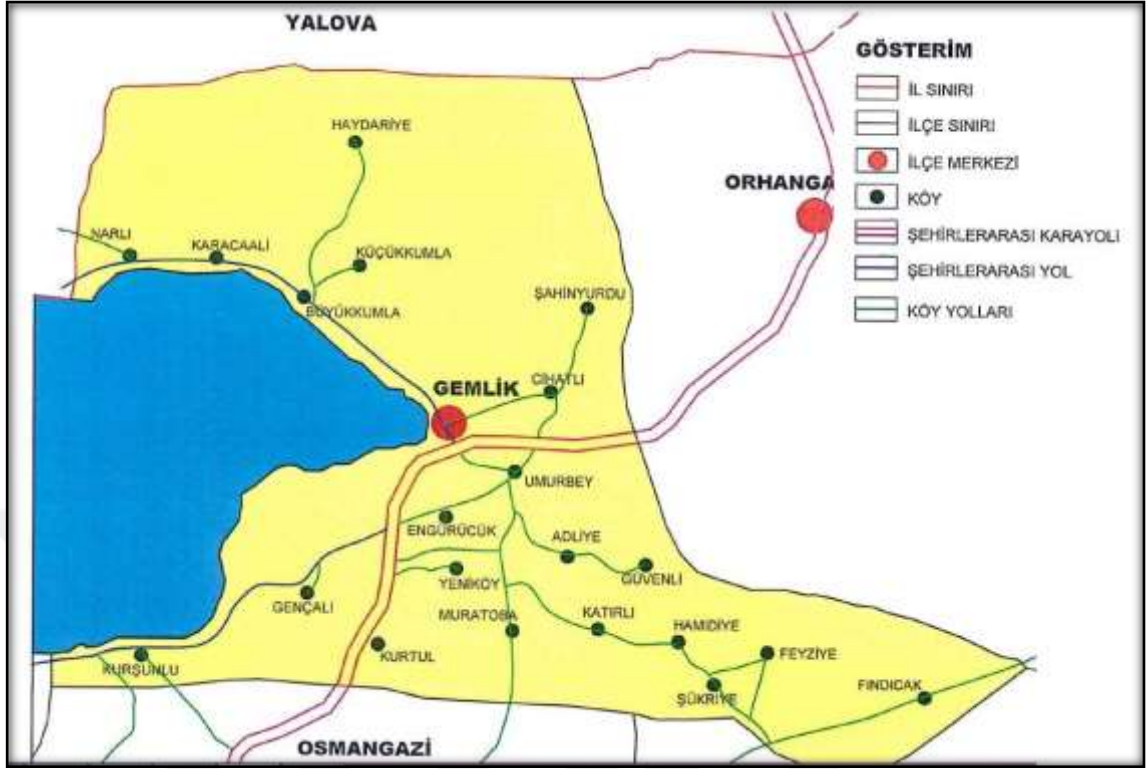 YALOVA
GÖSTERİM
İL SINIRI
İLÇE SINIRI
İLÇE MERKEZİ
KÖY
ŞEHİRLERARASI KARAYOLİ
ŞEHİRLERARASI YOL
KÖY YOLLARI
HAYDARİYE
ORHANGA
NARLI
KARACAALİ
KÜÇÜKKUMLA
BÜYÜKKUMLA
ŞAHİNYURDU
CİHATLI
GEMLİK
UMURBEY
ENGÜRÜCÜK
ADLİYE
GÜVENLİ
YENİKÖY
GENÇALİ
MURATOBA
KATIRLI
HAMİDİYE
KURTUL
FEYZİYE
KURŞUNLU
ŞÜKRİYE
FINDICAK
OSMANGAZİ